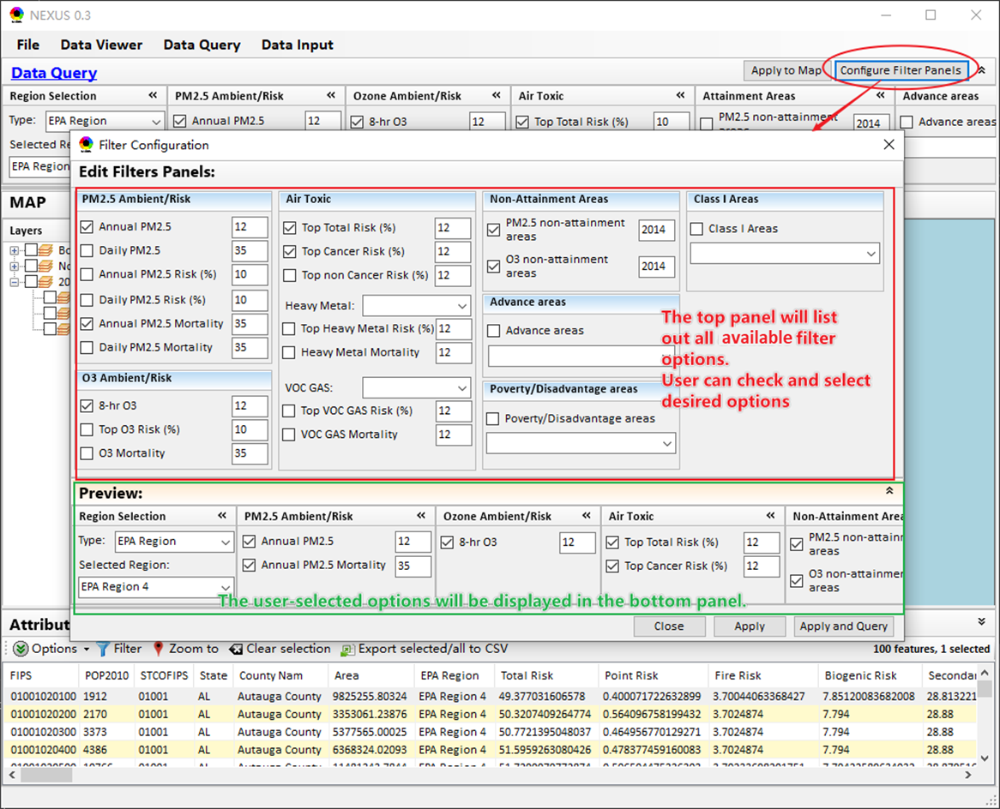 NEXUS 0.3
File Data Viewer Data Query Data Input
Data Query Apply to Map Configure Filter Panels
Region Selection PM2.5 Ambient/Risk Ozone Ambient/Risk Air Toxic Attainment Areas Advance areas
Type: EPA Region Annual PM2.5 12 8-hr O3 12 Top Total Risk (%) 10 PM2.5 non-attainment 2014 Advance areas
Selected Re
EPA Region
MAP
Layers
Bo
No
20
Filter Configuration
Edit Filters Panels:
PM2.5 Ambient/Risk
Annual PM2.5 12
Daily PM2.5 35
Annual PM2.5 Risk (%) 10
Daily PM2.5 Risk (%) 10
Annual PM2.5 Mortality 35
Daily PM2.5 Mortality 35
O3 Ambient/Risk
8-hr O3 12
Top O3 Risk (%) 10
O3 Mortality 35
Air Toxic
Top Total Risk (%) 12
Top Cancer Risk (%) 12
Top non Cancer Risk (%) 12
Heavy Metal:
Top Heavy Metal Risk (%) 12
Heavy Metal Mortality 12
VOC GAS:
Top VOC GAS Risk (%) 12
VOC GAS Mortality 12
Non-Attainment Areas
PM2.5 non-attainment 2014
areas
O3 non-attainment 2014
areas
Advance areas
Advance areas
Poverty/Disadvantage areas
Poverty/Disadvantage areas
Class I Areas
Class I Areas
The top panel will list
out all available filter
options.
User can check and select
desired options
Preview:
Region Selection PM2.5 Ambient/Risk Ozone Ambient/Risk Air Toxic Non-Attainment Area
Type: EPA Region Annual PM2.5 12 8-hr O3 12 Top Total Risk (%) 12 PM2.5 non-attainr
areas
Selected Region: Annual PM2.5 Mortality 35 Top Cancer Risk (%) 12 O3 non-attainmer
areas
EPA Region 4
The user-selected options will be displayed in the bottom panel.
Close Apply Apply and Query
Attribut
Options Filter Zoom to Clear selection Export selected/all to CSV 100 features, 1 selected
FIPS POP2010 STCOFIPS State County Nam Area EPA Region Total Risk Point Risk Fire Risk Biogenic Risk Secondar
01001020100 1912 01001 AL Autauga County 9825255.80324 EPA Region 4 49.377031606578 0.400071722632899 3.70044063368427 7.85120083682008 28.813221
01001020200 2170 01001 AL Autauga County 3353061.23876 EPA Region 4 50.3207409264774 0.564096758199432 3.7024874 7.794 28.88
01001020300 3373 01001 AL Autauga County 5377565.00025 EPA Region 4 50.7721395048037 0.464956770129271 3.7024874 7.794 28.88
01001020400 4386 01001 AL Autauga County 6368324.02093 EPA Region 4 51.5959263080426 0.478377459160083 3.7024874 7.794 28.88